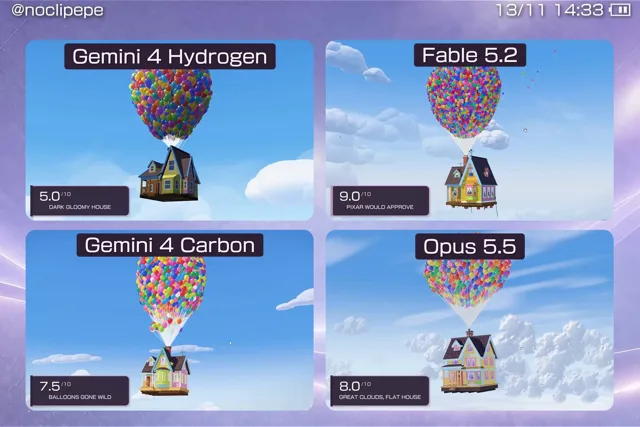 @noclipepe
13/11 14:33
Gemini 4 Hydrogen
Fable 5.2
5.0/10
DARK GLOOMY HOUSE
9.0/10
PIXAR WOULD APPROVE
Gemini 4 Carbon
Opus 5.5
7.5/10
BALLOONS GONE WILD
8.0/10
GREAT CLOUDS, FLAT HOUSE